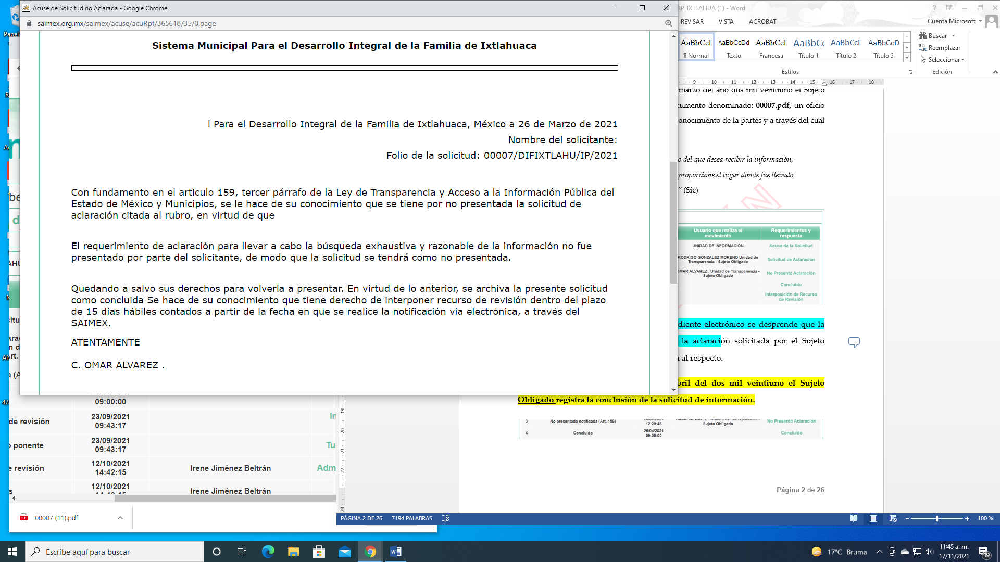 Acuse de Solicitud no Aclarada - Google Chrome
saimex.org.mx/saimex/acuse/acuRpt/365618/35/0.page
Sistema Municipal Para el Desarrollo Integral de la Familia de Ixtlahuaca
l Para el Desarrollo Integral de la Familia de Ixtlahuaca, México a 26 de Marzo de 2021
Nombre del solicitante:
Folio de la solicitud: 00007/DIFIXTLAHU/IP/2021
Con fundamento en el articulo 159, tercer párrafo de la Ley de Transparencia y Acceso a la Información Pública del
Estado de México y Municipios, se le hace de su conocimiento que se tiene por no presentada la solicitud de
aclaración citada al rubro, en virtud de que
El requerimiento de aclaración para llevar a cabo la búsqueda exhaustiva y razonable de la información no fue
presentado por parte del solicitante, de modo que la solicitud se tendrá como no presentada.
Quedando a salvo sus derechos para volverla a presentar. En virtud de lo anterior, se archiva la presente solicitud
como concluida Se hace de su conocimiento que tiene derecho de interponer recurso de revisión dentro del plazo
de 15 días hábiles contados a partir de la fecha en que se realice la notificación vía electrónica, a través del
SAIMEX.
ATENTAMENTE
C. OMAR ALVAREZ .
RP_IXTLAHUA (1) - Word
REVISAR VISTA ACROBAT
Cuenta Microsoft
AaBbCcI AaBbCcDd AaBbCcI AaBbC( AaBbCcD AaBbCcD
¶ Normal Texto Francesa Título 1 Título 2 Título 3
Estilos
Buscar
Reemplazar
Seleccionar
Edición
9 10 11 12 13 14 15 16 17 18
marzo del año dos mil veintiuno el Sujeto
cumento denominado: 00007.pdf, un oficio
onocimiento de la partes y a través del cual
o del que desea recibir la información,
proporcione el lugar donde fue llevado
" (Sic)
Usuario que realiza el movimiento
Requerimientos y respuesta
UNIDAD DE INFORMACIÓN
Acuse de la Solicitud
RODRIGO GONZALEZ MORENO Unidad de Transparencia - Sujeto Obligado
Solicitud de Aclaración
OMAR ALVAREZ . Unidad de Transparencia - Sujeto Obligado
No Presentó Aclaración
Concluido
Interposición de Recurso de Revisión
diente electrónico se desprende que la
la aclaración solicitada por el Sujeto
al respecto.
bril del dos mil veintiuno el Sujeto
Obligado registra la conclusión de la solicitud de información.
3 No presentada notificada (Art. 159) 12:29:46 Sujeto Obligado No Presentó Aclaración
4 Concluido 26/04/2021 09:00:00 Concluido
Página 2 de 26
19
20
21
22
24
PÁGINA 2 DE 26 7194 PALABRAS
100 %
09:00:00
de revisión 23/09/2021 09:43:17 In
o ponente 23/09/2021 09:43:17 Tu
e revisión 12/10/2021 14:42:15 Irene Jiménez Beltrán Adm
s 12/10/2021 Irene Jiménez Beltrán
00007 (11).pdf
Escribe aquí para buscar
17°C Bruma
11:45 a. m.
17/11/2021
19